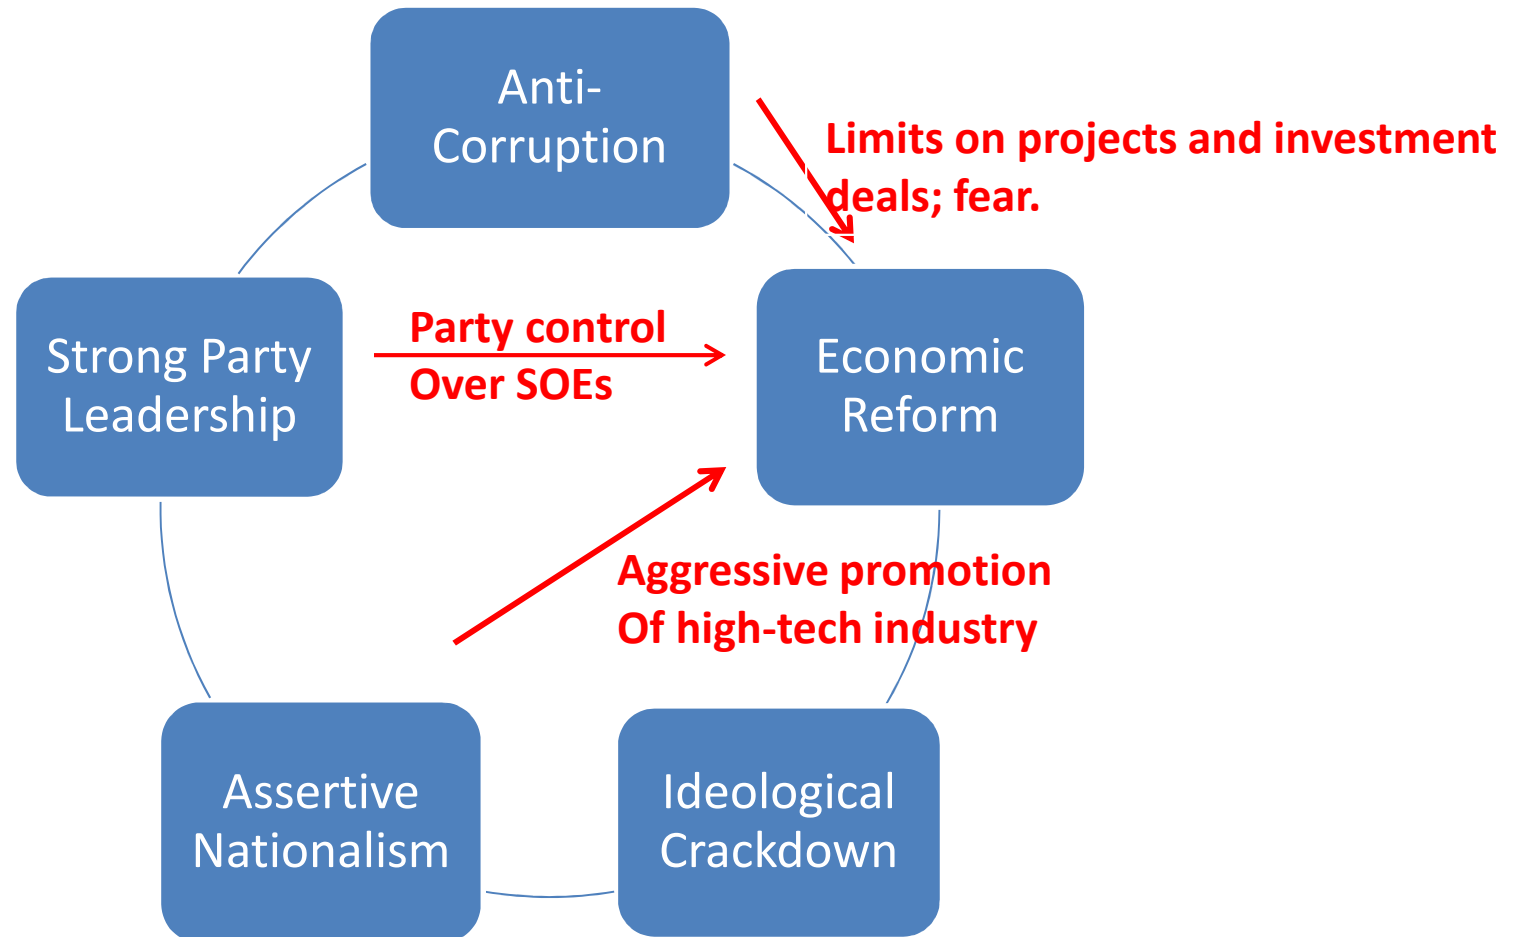 Anti-
Corruption
Limits on projects and investment
deals; fear.
Strong Party
Leadership
Party control
Over SOEs
Economic
Reform
Aggressive promotion
Of high-tech industry
Assertive
Nationalism
Ideological
Crackdown